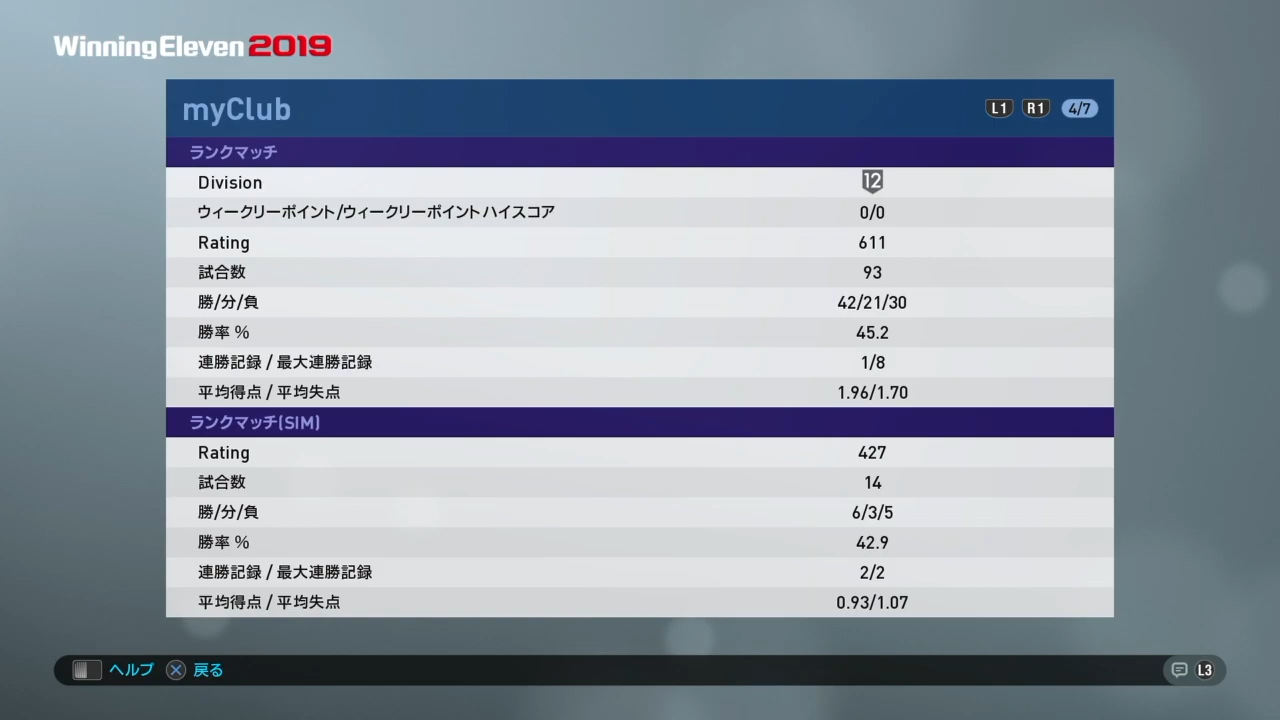 Winning Eleven 2019
myClub L1 R1 4/7
ランクマッチ
Division 12
ウィークリーポイント/ウィークリーポイントハイスコア 0/0
Rating 611
試合数 93
勝/分/負 42/21/30
勝率 % 45.2
連勝記録 / 最大連勝記録 1/8
平均得点 / 平均失点 1.96/1.70
ランクマッチ(SIM)
Rating 427
試合数 14
勝/分/負 6/3/5
勝率 % 42.9
連勝記録 / 最大連勝記録 2/2
平均得点 / 平均失点 0.93/1.07
ヘルプ 戻る L3